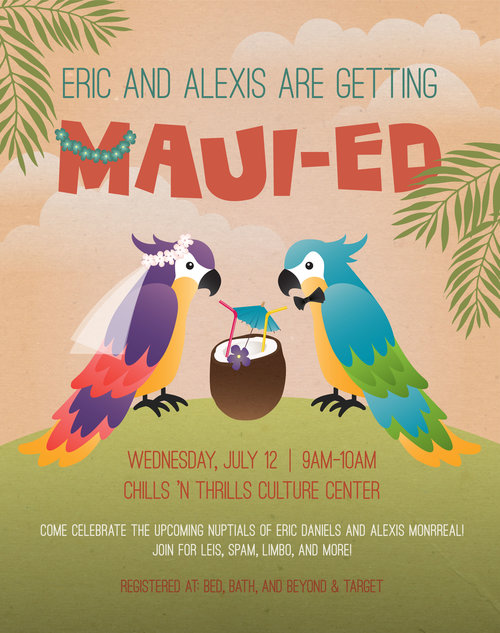 ERIC AND ALEXIS ARE GETTING
MAUI-ED
WEDNESDAY, JULY 12 | 9AM-10AM
CHILLS 'N THRILLS CULTURE CENTER
COME CELEBRATE THE UPCOMING NUPTIALS OF ERIC DANIELS AND ALEXIS MONRREAL!
JOIN FOR LEIS, SPAM, LIMBO, AND MORE!
REGISTERED AT: BED, BATH, AND BEYOND & TARGET